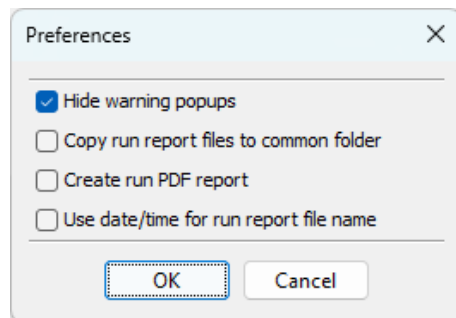 Preferences
Hide warning popups
Copy run report files to common folder
Create run PDF report
Use date/time for run report file name
OK
Cancel